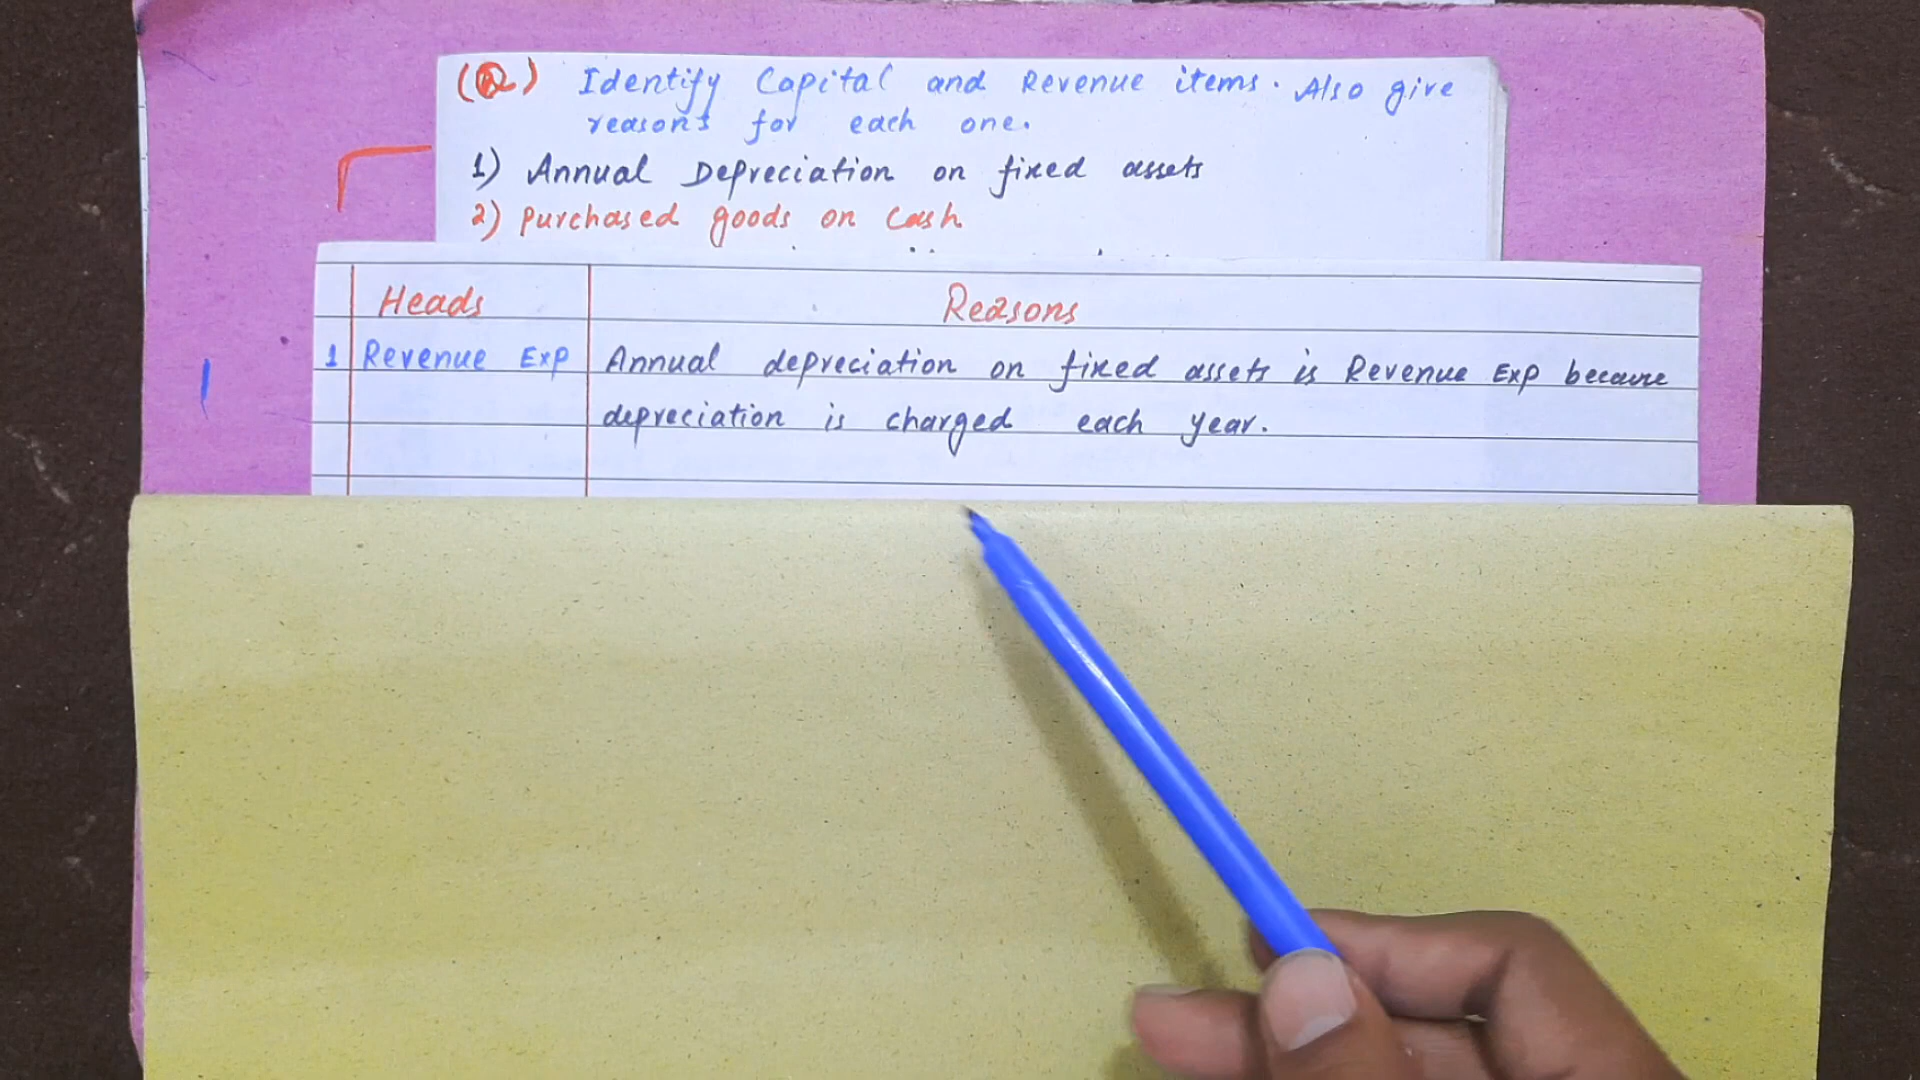 (Q) Identify Capital and Revenue items. Also give
reasons for each one.
1) Annual Depreciation on fixed assets
2) Purchased goods on Cash
Heads Reasons
1 Revenue Exp Annual depreciation on fixed assets is Revenue Exp because
depreciation is charged each year.